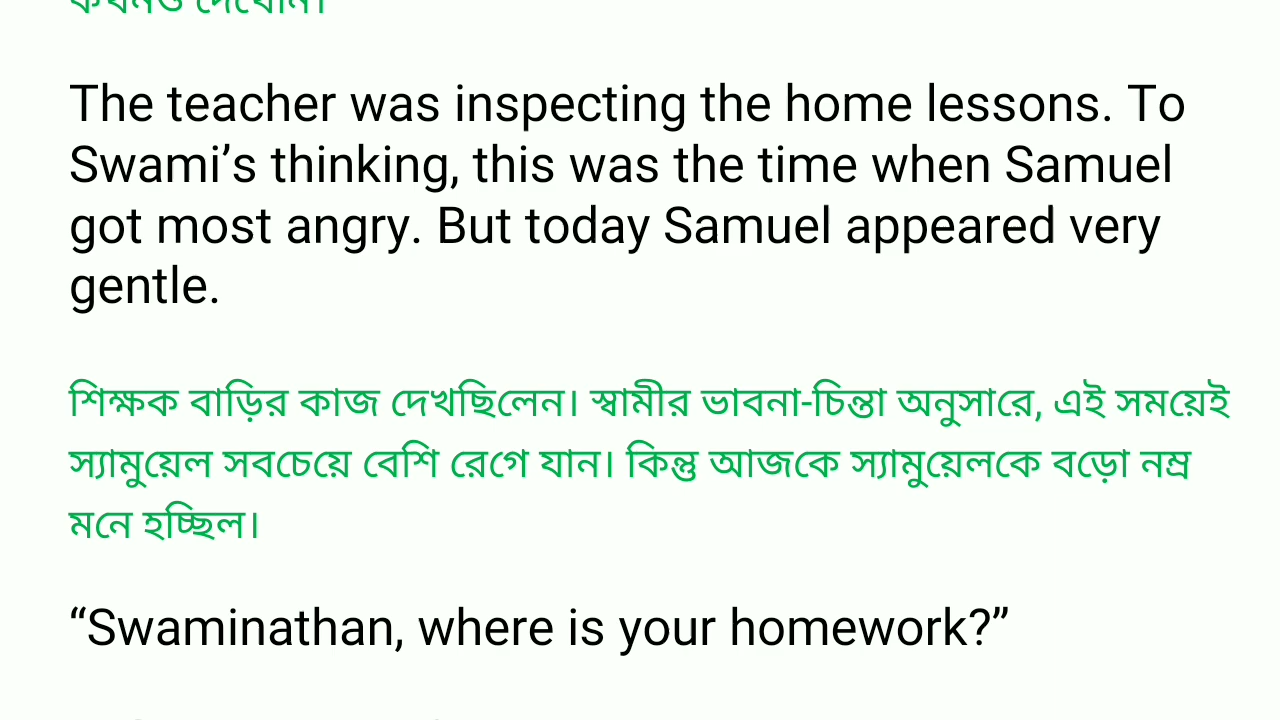 কখনও দেখেনি।
The teacher was inspecting the home lessons. To
Swami’s thinking, this was the time when Samuel
got most angry. But today Samuel appeared very
gentle.
শিক্ষক বাড়ির কাজ দেখছিলেন। স্বামীর ভাবনা-চিন্তা অনুসারে, এই সময়েই
স্যামুয়েল সবচেয়ে বেশি রেগে যান। কিন্তু আজকে স্যামুয়েলকে বড়ো নম্র
মনে হচ্ছিল।
“Swaminathan, where is your homework?”